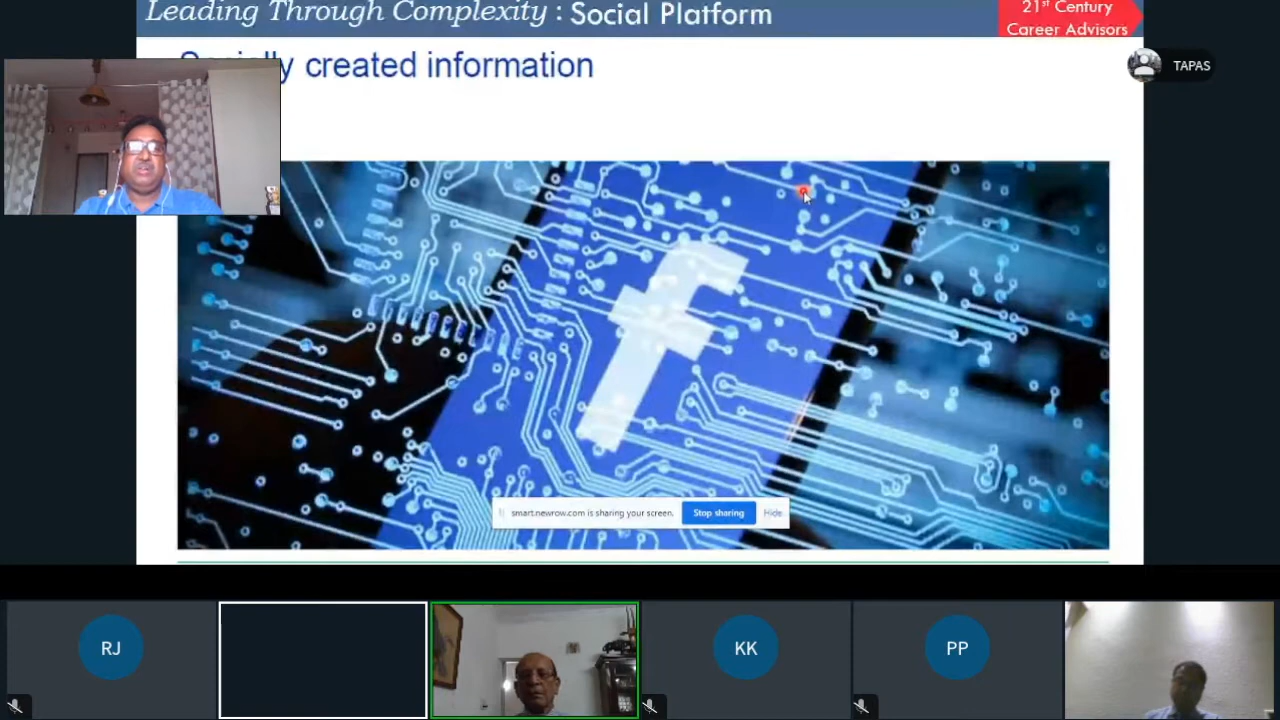 Leading Through Complexity : Social Platform
21st Century
Career Advisors
created information
TAPAS
f
smart.newrow.com is sharing your screen.
Stop sharing
Hide
RJ
KK
PP